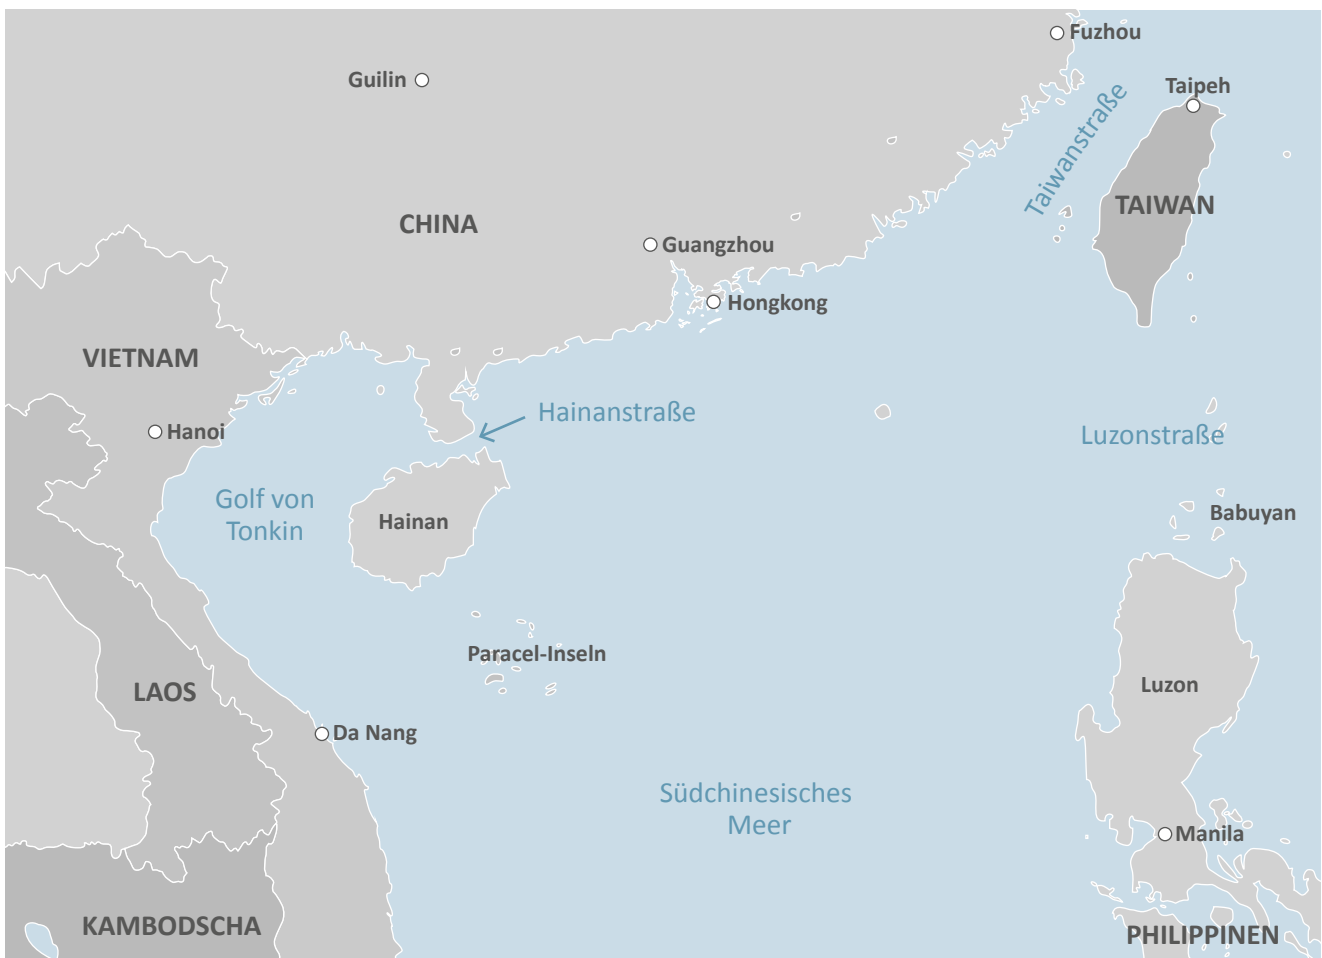 Fuzhou
Guilin
Taipeh
Taiwanstraße
TAIWAN
CHINA
Guangzhou
Hongkong
VIETNAM
Hainanstraße
Hanoi
Luzonstraße
Golf von
Tonkin
Hainan
Babuyan
Paracel-Inseln
Luzon
LAOS
Da Nang
Südchinesisches
Meer
Manila
KAMBODSCHA
PHILIPPINEN